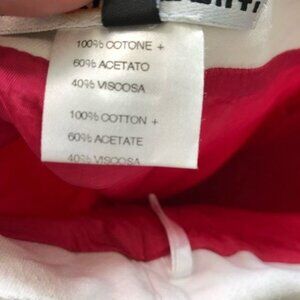 100% COTONE +
60% ACETATO
40% VISCOSA
100% COTTON +
60% ACETATE
40% VISCOSA